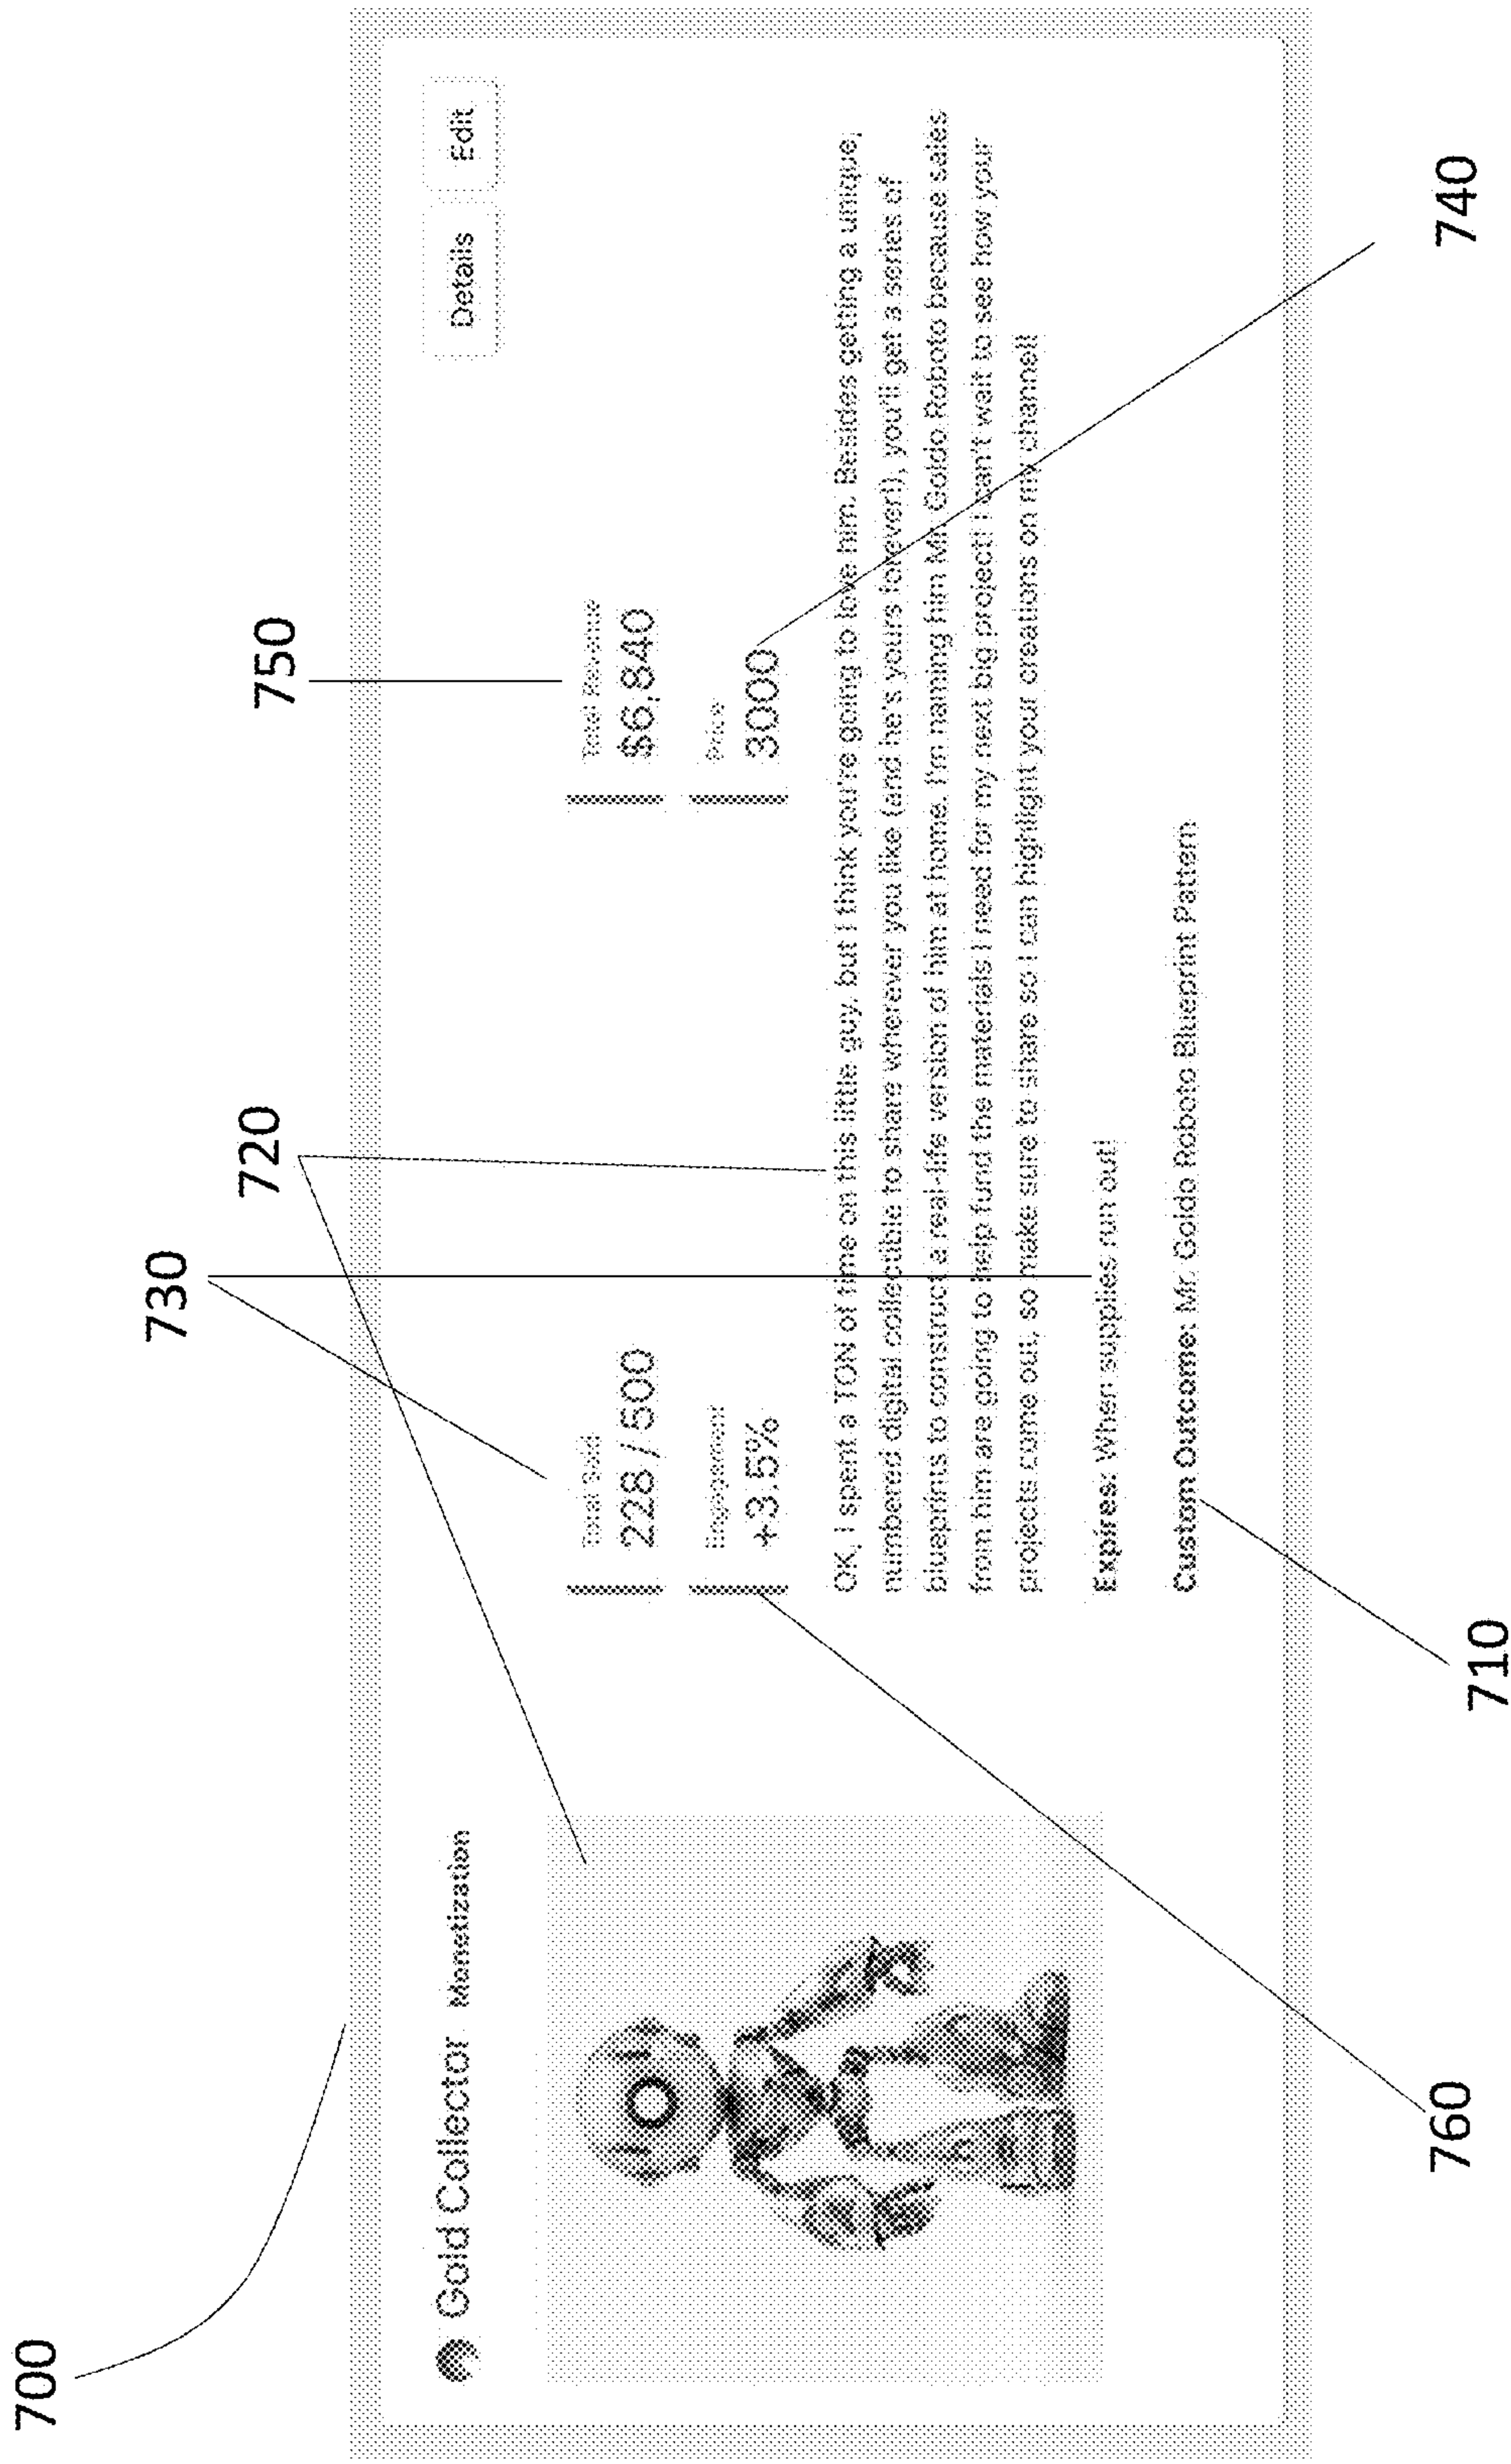 700
730
720
750
Gold Collector Monetization
Details
Edit
Total Sold
228 / 500
Total Revenue
$6,840
Engagement
+3.5%
Price
3000
OK, I spent a TON of time on this little guy, but I think you're going to love him. Besides getting a unique,
numbered digital collectible to share wherever you like (and he's yours forever!), you'll get a series of
blueprints to construct a real-life version of him at home. I'm naming him Mr. Goldo Roboto because sales
from him are going to help fund the materials I need for my next big project! I can't wait to see how your
projects come out, so make sure to share so I can highlight your creations on my channel!
Expires: When supplies run out!
Custom Outcome: Mr. Goldo Roboto Blueprint Pattern
760
710
740